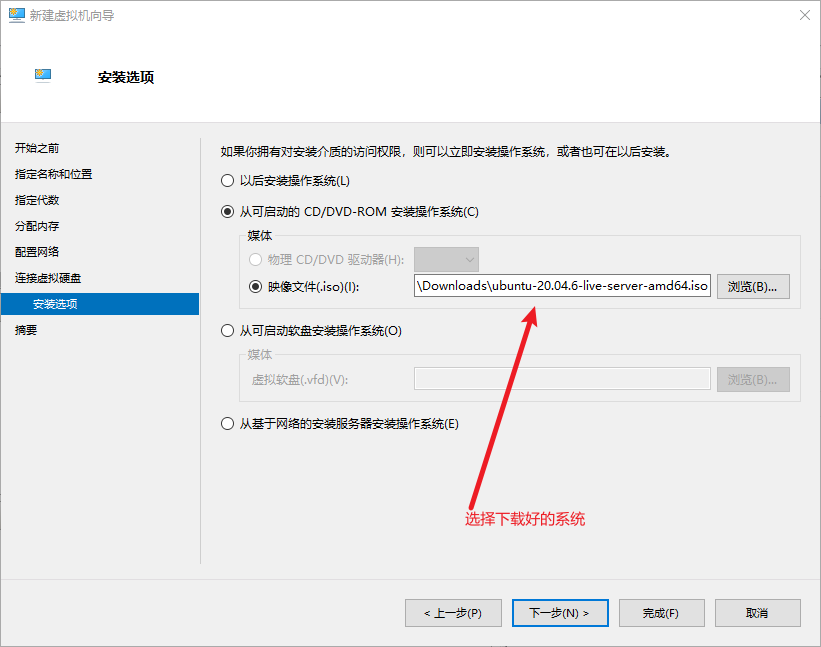 新建虚拟机向导
安装选项
开始之前
指定名称和位置
指定代数
分配内存
配置网络
连接虚拟硬盘
安装选项
摘要
如果你拥有对安装介质的访问权限，则可以立即安装操作系统，或者也可在以后安装。
以后安装操作系统(L)
从可启动的 CD/DVD-ROM 安装操作系统(C)
媒体
物理 CD/DVD 驱动器(H):
映像文件(.iso)(I):
\Downloads\ubuntu-20.04.6-live-server-amd64.iso
浏览(B)...
从可启动软盘安装操作系统(O)
媒体
虚拟软盘(.vfd)(V):
浏览(B)...
从基于网络的安装服务器安装操作系统(E)
选择下载好的系统
< 上一步(P)
下一步(N) >
完成(F)
取消